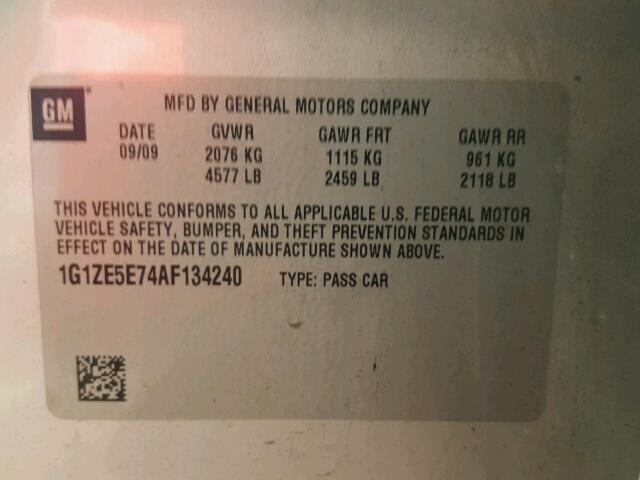 GM
MFD BY GENERAL MOTORS COMPANY
DATE GVWR GAWR FRT GAWR RR
09/09 2076 KG 1115 KG 961 KG
4577 LB 2459 LB 2118 LB
THIS VEHICLE CONFORMS TO ALL APPLICABLE U.S. FEDERAL MOTOR
VEHICLE SAFETY, BUMPER, AND THEFT PREVENTION STANDARDS IN
EFFECT ON THE DATE OF MANUFACTURE SHOWN ABOVE.
1G1ZE5E74AF134240 TYPE: PASS CAR